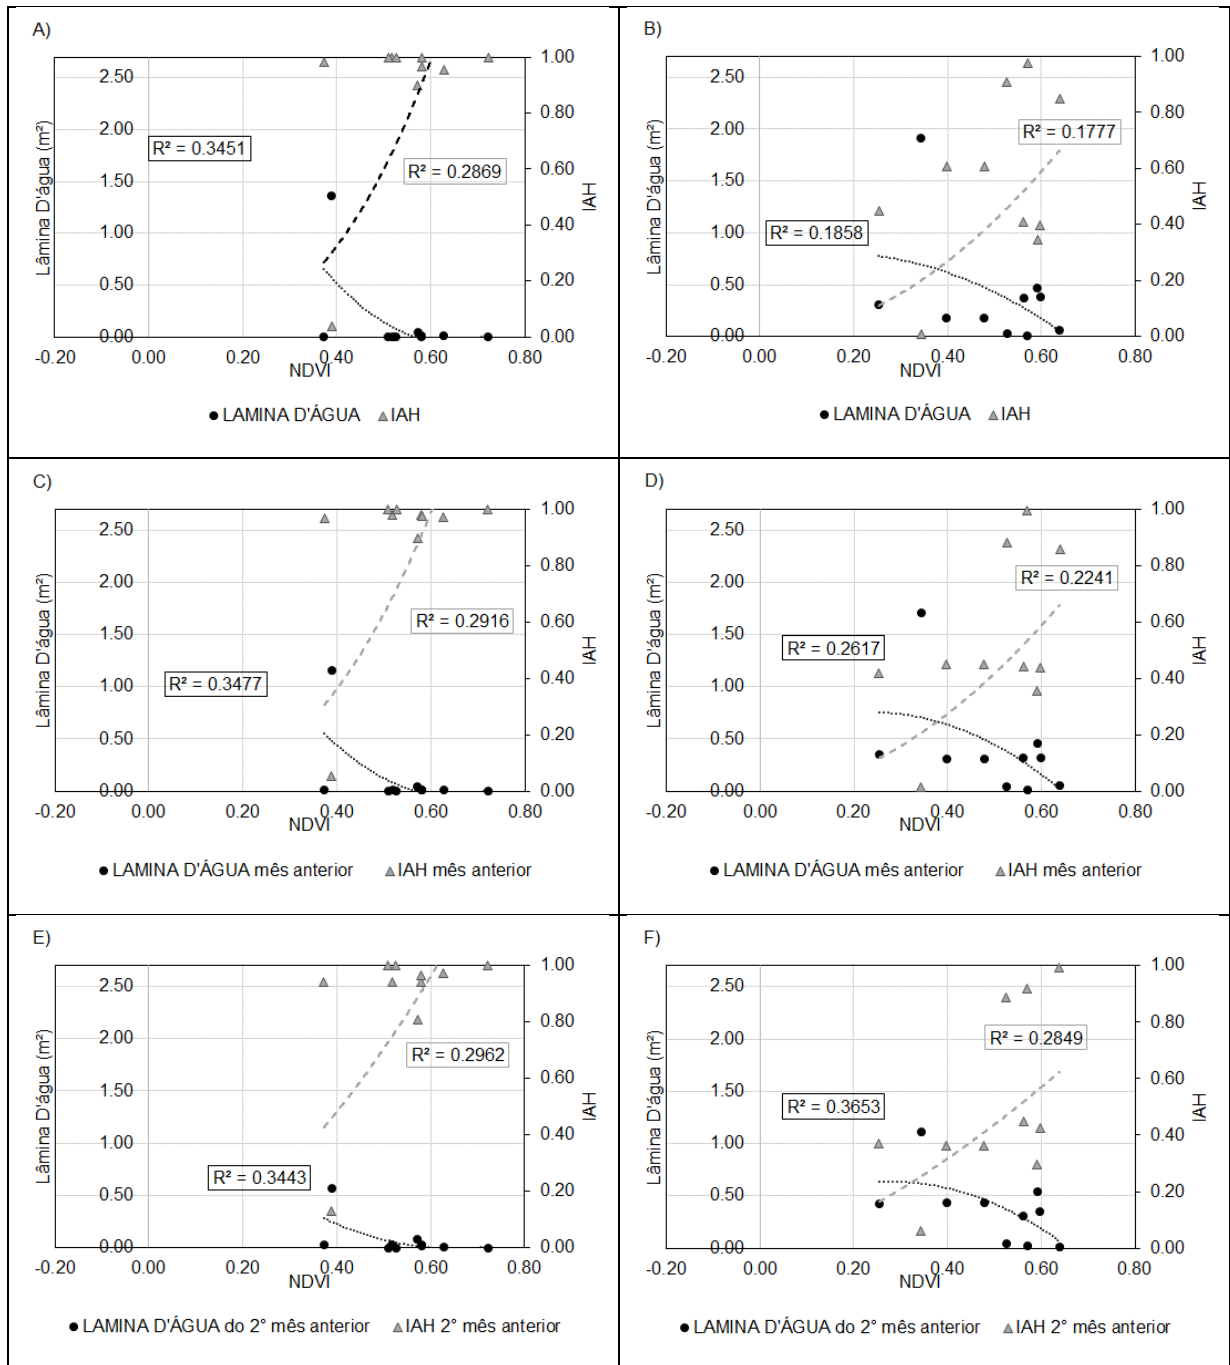 A)
2.50
2.00
1.50
1.00
0.50
0.00
Lâmina D'água (m²)
1.00
0.80
0.60
0.40
0.20
0.00
IAH
R² = 0.3451
R² = 0.2869
-0.20 0.00 0.20 0.40 0.60 0.80
NDVI
LAMINA D'ÁGUA IAH
B)
2.50
2.00
1.50
1.00
0.50
0.00
Lâmina D'água (m²)
1.00
0.80
0.60
0.40
0.20
0.00
IAH
R² = 0.1777
R² = 0.1858
-0.20 0.00 0.20 0.40 0.60 0.80
NDVI
LAMINA D'ÁGUA IAH
C)
2.50
2.00
1.50
1.00
0.50
0.00
Lâmina D'água (m²)
1.00
0.80
0.60
0.40
0.20
0.00
IAH
R² = 0.2916
R² = 0.3477
-0.20 0.00 0.20 0.40 0.60 0.80
NDVI
LAMINA D'ÁGUA mês anterior IAH mês anterior
D)
2.50
2.00
1.50
1.00
0.50
0.00
Lâmina D'água (m²)
1.00
0.80
0.60
0.40
0.20
0.00
IAH
R² = 0.2241
R² = 0.2617
-0.20 0.00 0.20 0.40 0.60 0.80
NDVI
LAMINA D'ÁGUA mês anterior IAH mês anterior
E)
2.50
2.00
1.50
1.00
0.50
0.00
Lâmina D'água (m²)
1.00
0.80
0.60
0.40
0.20
0.00
IAH
R² = 0.2962
R² = 0.3443
-0.20 0.00 0.20 0.40 0.60 0.80
NDVI
LAMINA D'ÁGUA do 2° mês anterior IAH 2° mês anterior
F)
2.50
2.00
1.50
1.00
0.50
0.00
Lâmina D'água (m²)
1.00
0.80
0.60
0.40
0.20
0.00
IAH
R² = 0.2849
R² = 0.3653
-0.20 0.00 0.20 0.40 0.60 0.80
NDVI
LAMINA D'ÁGUA do 2° mês anterior IAH 2° mês anterior